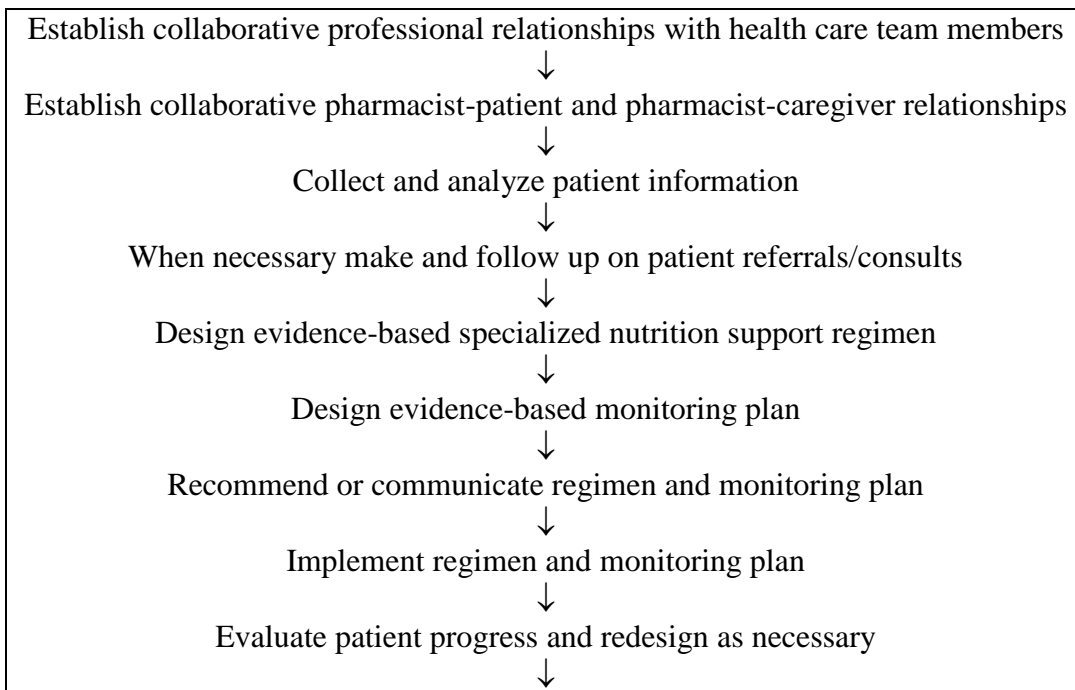 Establish collaborative professional relationships with health care team members
↓
Establish collaborative pharmacist-patient and pharmacist-caregiver relationships
↓
Collect and analyze patient information
↓
When necessary make and follow up on patient referrals/consults
↓
Design evidence-based specialized nutrition support regimen
↓
Design evidence-based monitoring plan
↓
Recommend or communicate regimen and monitoring plan
↓
Implement regimen and monitoring plan
↓
Evaluate patient progress and redesign as necessary
↓